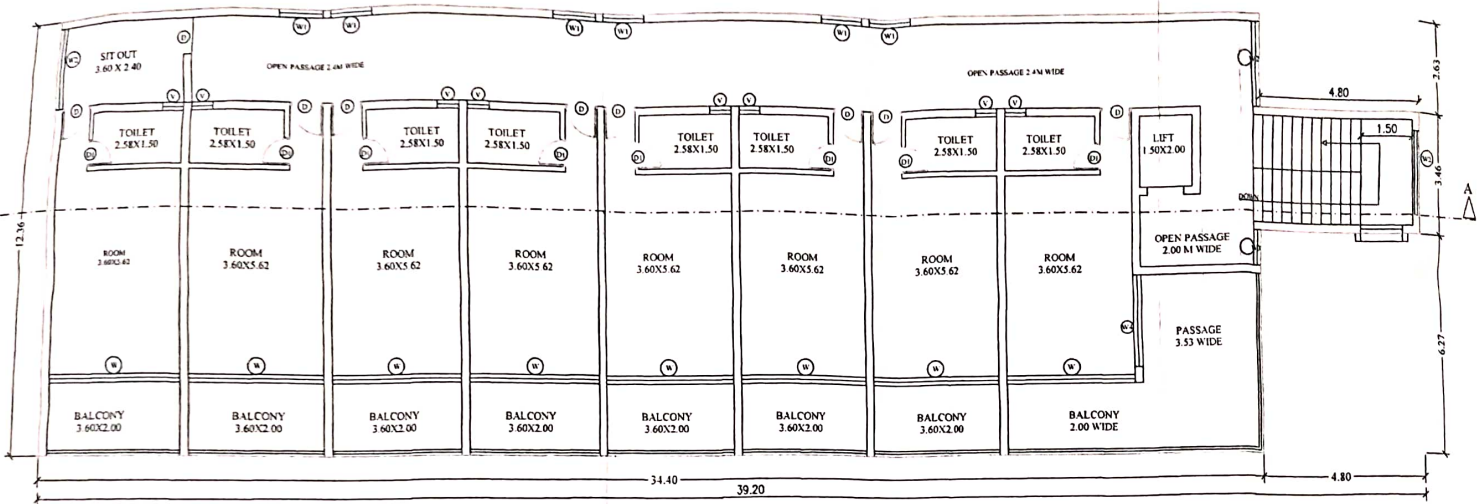 W1
W1
W1
W1
W1
W1
D
SIT OUT
3.60 X 2.40
W2
OPEN PASSAGE 2.4M WIDE
OPEN PASSAGE 2.4M WIDE
2.63
4.80
V
V
V
V
V
V
V
V
D
D
D
D
D
D
D
D
TOILET
2.58X1.50
TOILET
2.58X1.50
TOILET
2.58X1.50
TOILET
2.58X1.50
TOILET
2.58X1.50
TOILET
2.58X1.50
TOILET
2.58X1.50
TOILET
2.58X1.50
LIFT
1.50X2.00
1.50
D1
D1
D1
D1
D1
D1
D1
D1
W2
3.46
A
DOWN
12.36
OPEN PASSAGE
2.00 M WIDE
ROOM
3.60X5.62
ROOM
3.60X5.62
ROOM
3.60X5.62
ROOM
3.60X5.62
ROOM
3.60X5.62
ROOM
3.60X5.62
ROOM
3.60X5.62
ROOM
3.60X5.62
PASSAGE
3.53 WIDE
6.27
W
W
W
W
W
W
W
W
BALCONY
3.60X2.00
BALCONY
3.60X2.00
BALCONY
3.60X2.00
BALCONY
3.60X2.00
BALCONY
3.60X2.00
BALCONY
3.60X2.00
BALCONY
3.60X2.00
BALCONY
2.00 WIDE
34.40
4.80
39.20